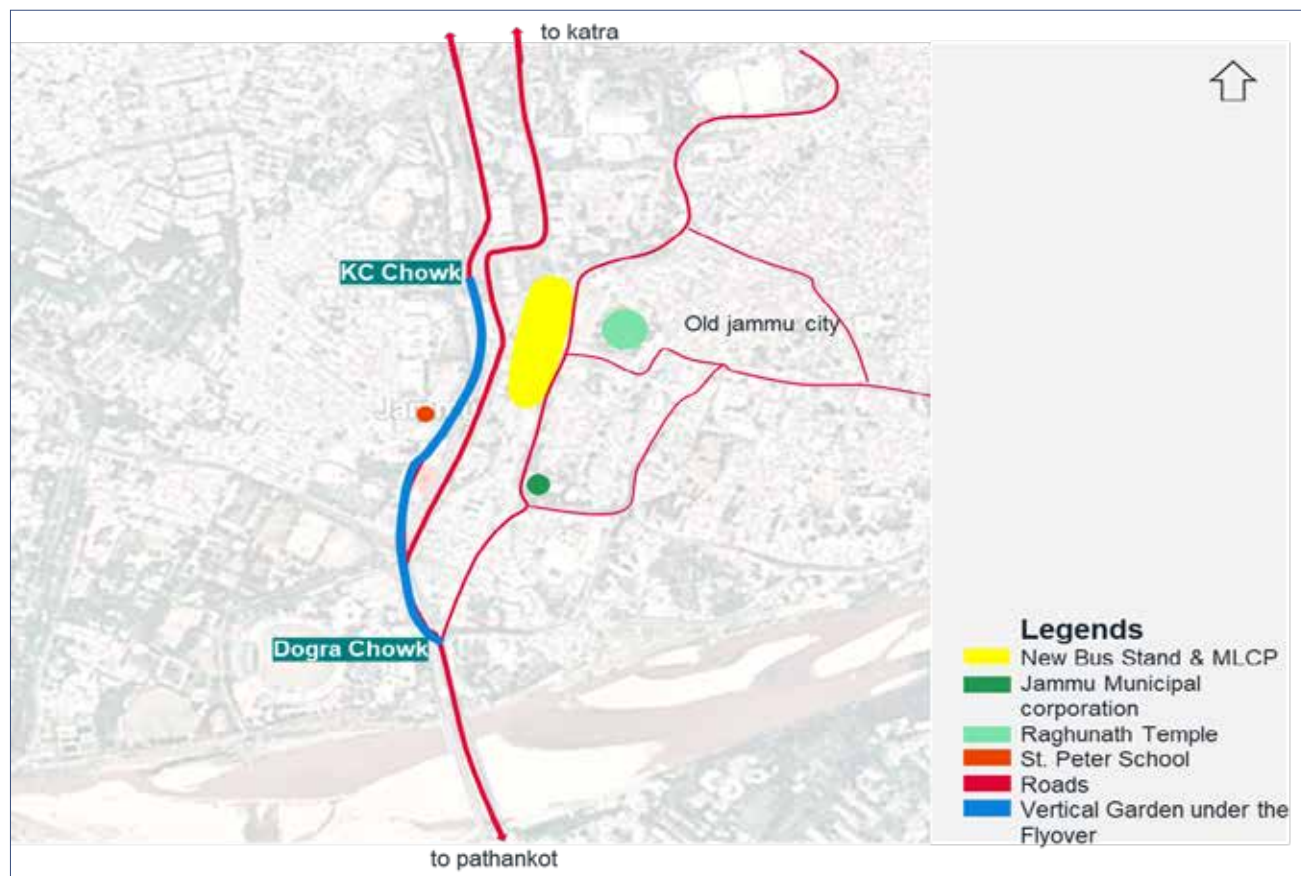 to katra
KC Chowk
Old jammu city
Dogra Chowk
to pathankot
Legends
New Bus Stand & MLCP
Jammu Municipal
corporation
Raghunath Temple
St. Peter School
Roads
Vertical Garden under the
Flyover